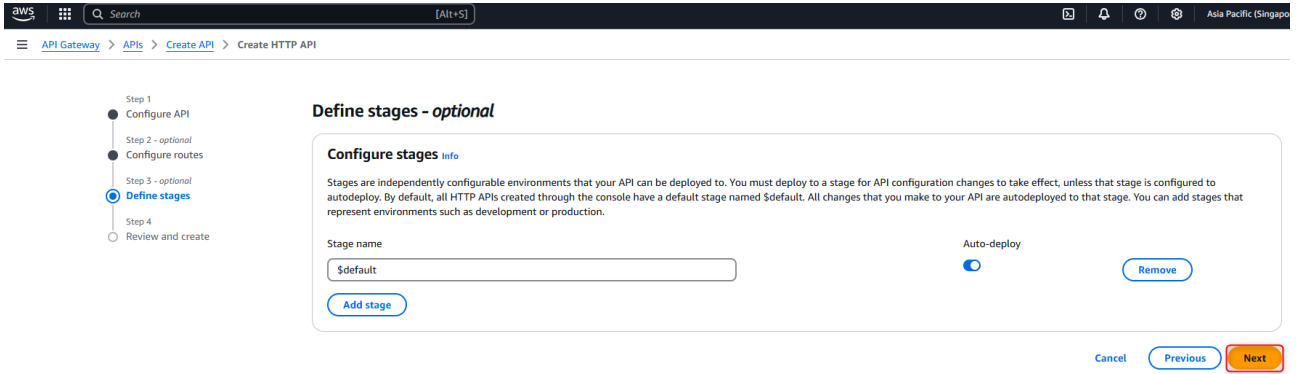 aws
Search
[Alt+S]
Asia Pacific (Singapo
API Gateway > APIs > Create API > Create HTTP API
Step 1
Configure API
Step 2 - optional
Configure routes
Step 3 - optional
Define stages
Step 4
Review and create
Define stages - optional
Configure stages Info
Stages are independently configurable environments that your API can be deployed to. You must deploy to a stage for API configuration changes to take effect, unless that stage is configured to
autodeploy. By default, all HTTP APIs created through the console have a default stage named $default. All changes that you make to your API are autodeployed to that stage. You can add stages that
represent environments such as development or production.
Stage name
Auto-deploy
$default
Remove
Add stage
Cancel
Previous
Next